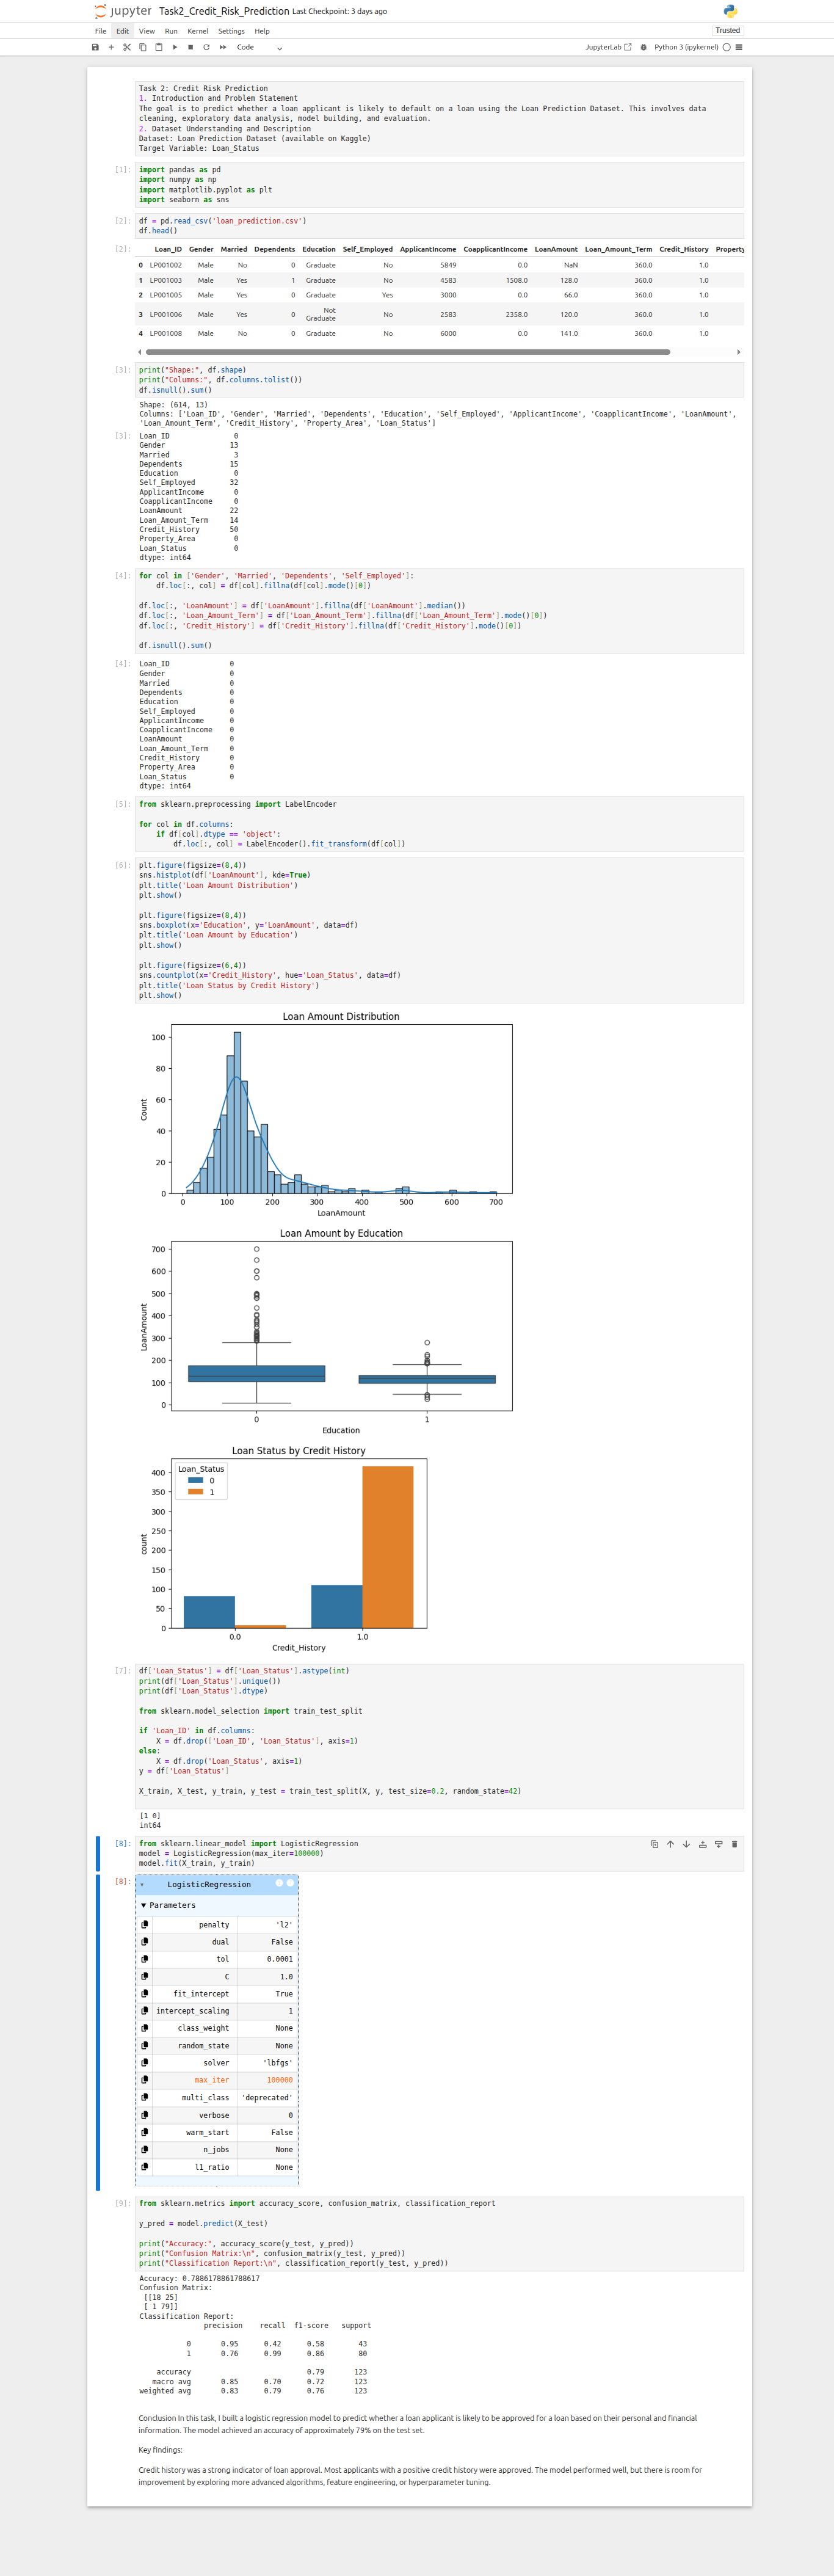 jupyter Task2_Credit_Risk_Prediction Last Checkpoint: 3 days ago
File Edit View Run Kernel Settings Help Trusted
Code JupyterLab Python 3 (ipykernel)
Task 2: Credit Risk Prediction
1. Introduction and Problem Statement
The goal is to predict whether a loan applicant is likely to default on a loan using the Loan Prediction Dataset. This involves data
cleaning, exploratory data analysis, model building, and evaluation.
2. Dataset Understanding and Description
Dataset: Loan Prediction Dataset (available on Kaggle)
Target Variable: Loan_Status
[1]: import pandas as pd
import numpy as np
import matplotlib.pyplot as plt
import seaborn as sns
[2]: df = pd.read_csv('loan_prediction.csv')
df.head()
[2]: Loan_ID Gender Married Dependents Education Self_Employed ApplicantIncome CoapplicantIncome LoanAmount Loan_Amount_Term Credit_History Property
0 LP001002 Male No 0 Graduate No 5849 0.0 NaN 360.0 1.0
1 LP001003 Male Yes 1 Graduate No 4583 1508.0 128.0 360.0 1.0
2 LP001005 Male Yes 0 Graduate Yes 3000 0.0 66.0 360.0 1.0
3 LP001006 Male Yes 0 Not Graduate No 2583 2358.0 120.0 360.0 1.0
4 LP001008 Male No 0 Graduate No 6000 0.0 141.0 360.0 1.0
[3]: print("Shape:", df.shape)
print("Columns:", df.columns.tolist())
df.isnull().sum()
Shape: (614, 13)
Columns: ['Loan_ID', 'Gender', 'Married', 'Dependents', 'Education', 'Self_Employed', 'ApplicantIncome', 'CoapplicantIncome', 'LoanAmount',
'Loan_Amount_Term', 'Credit_History', 'Property_Area', 'Loan_Status']
[3]: Loan_ID 0
Gender 13
Married 3
Dependents 15
Education 0
Self_Employed 32
ApplicantIncome 0
CoapplicantIncome 0
LoanAmount 22
Loan_Amount_Term 14
Credit_History 50
Property_Area 0
Loan_Status 0
dtype: int64
[4]: for col in ['Gender', 'Married', 'Dependents', 'Self_Employed']:
df.loc[:, col] = df[col].fillna(df[col].mode()[0])
df.loc[:, 'LoanAmount'] = df['LoanAmount'].fillna(df['LoanAmount'].median())
df.loc[:, 'Loan_Amount_Term'] = df['Loan_Amount_Term'].fillna(df['Loan_Amount_Term'].mode()[0])
df.loc[:, 'Credit_History'] = df['Credit_History'].fillna(df['Credit_History'].mode()[0])
df.isnull().sum()
[4]: Loan_ID 0
Gender 0
Married 0
Dependents 0
Education 0
Self_Employed 0
ApplicantIncome 0
CoapplicantIncome 0
LoanAmount 0
Loan_Amount_Term 0
Credit_History 0
Property_Area 0
Loan_Status 0
dtype: int64
[5]: from sklearn.preprocessing import LabelEncoder
for col in df.columns:
if df[col].dtype == 'object':
df.loc[:, col] = LabelEncoder().fit_transform(df[col])
[6]: plt.figure(figsize=(8,4))
sns.histplot(df['LoanAmount'], kde=True)
plt.title('Loan Amount Distribution')
plt.show()
plt.figure(figsize=(8,4))
sns.boxplot(x='Education', y='LoanAmount', data=df)
plt.title('Loan Amount by Education')
plt.show()
plt.figure(figsize=(6,4))
sns.countplot(x='Credit_History', hue='Loan_Status', data=df)
plt.title('Loan Status by Credit History')
plt.show()
Loan Amount Distribution
100
80
60
40
20
0
Count
0 100 200 300 400 500 600 700
LoanAmount
Loan Amount by Education
700
600
500
400
300
200
100
0
LoanAmount
0 1
Education
Loan Status by Credit History
Loan_Status
0
1
400
350
300
250
200
150
100
50
0
count
0.0 1.0
Credit_History
[7]: df['Loan_Status'] = df['Loan_Status'].astype(int)
print(df['Loan_Status'].unique())
print(df['Loan_Status'].dtype)
from sklearn.model_selection import train_test_split
if 'Loan_ID' in df.columns:
X = df.drop(['Loan_ID', 'Loan_Status'], axis=1)
else:
X = df.drop('Loan_Status', axis=1)
y = df['Loan_Status']
X_train, X_test, y_train, y_test = train_test_split(X, y, test_size=0.2, random_state=42)
[1 0]
int64
[8]: from sklearn.linear_model import LogisticRegression
model = LogisticRegression(max_iter=100000)
model.fit(X_train, y_train)
[8]: LogisticRegression
▼ Parameters
penalty 'l2'
dual False
tol 0.0001
C 1.0
fit_intercept True
intercept_scaling 1
class_weight None
random_state None
solver 'lbfgs'
max_iter 100000
multi_class 'deprecated'
verbose 0
warm_start False
n_jobs None
l1_ratio None
[9]: from sklearn.metrics import accuracy_score, confusion_matrix, classification_report
y_pred = model.predict(X_test)
print("Accuracy:", accuracy_score(y_test, y_pred))
print("Confusion Matrix:\n", confusion_matrix(y_test, y_pred))
print("Classification Report:\n", classification_report(y_test, y_pred))
Accuracy: 0.7886178861788617
Confusion Matrix:
[[18 25]
[ 1 79]]
Classification Report:
precision recall f1-score support
0 0.95 0.42 0.58 43
1 0.76 0.99 0.86 80
accuracy 0.79 123
macro avg 0.85 0.70 0.72 123
weighted avg 0.83 0.79 0.76 123
Conclusion In this task, I built a logistic regression model to predict whether a loan applicant is likely to be approved for a loan based on their personal and financial
information. The model achieved an accuracy of approximately 79% on the test set.
Key findings:
Credit history was a strong indicator of loan approval. Most applicants with a positive credit history were approved. The model performed well, but there is room for
improvement by exploring more advanced algorithms, feature engineering, or hyperparameter tuning.